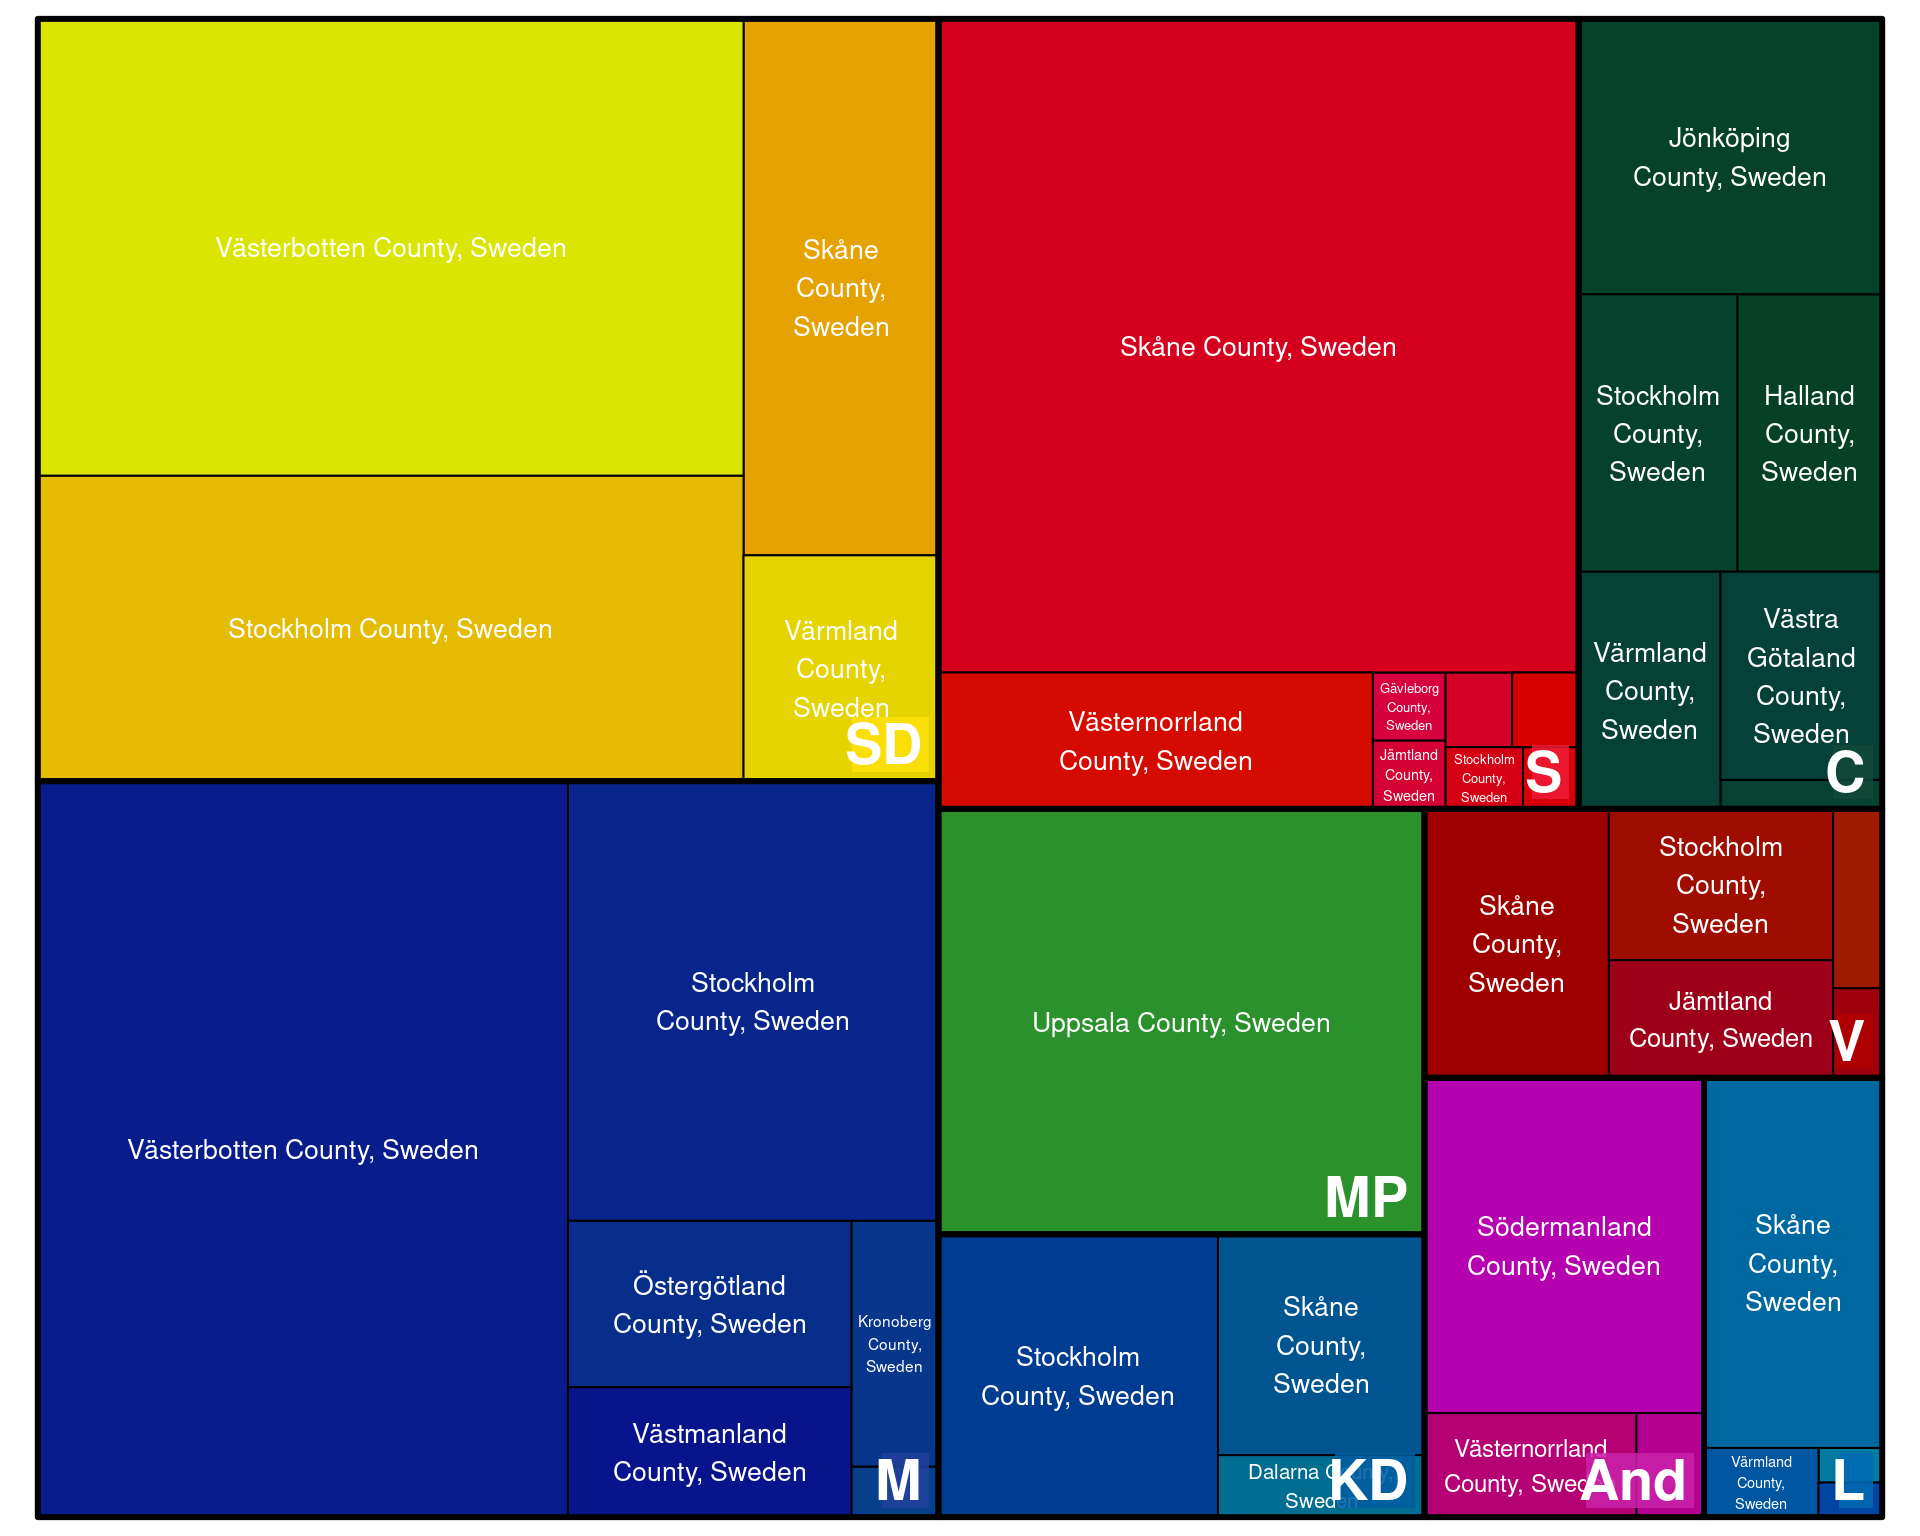 Västerbotten County, Sweden
Skåne
County,
Sweden
Stockholm County, Sweden
Värmland
County,
Sweden
SD
Skåne County, Sweden
Västernorrland
County, Sweden
Gävleborg
County,
Sweden
Jämtland
County,
Sweden
Stockholm
County,
Sweden
S
Jönköping
County, Sweden
Stockholm
County,
Sweden
Halland
County,
Sweden
Värmland
County,
Sweden
Västra
Götaland
County,
Sweden
C
Västerbotten County, Sweden
Stockholm
County, Sweden
Östergötland
County, Sweden
Kronoberg
County,
Sweden
Västmanland
County, Sweden
M
Uppsala County, Sweden
MP
Skåne
County,
Sweden
Stockholm
County,
Sweden
Jämtland
County, Sweden
V
Stockholm
County, Sweden
Skåne
County,
Sweden
Dalarna County,
Sweden
KD
Södermanland
County, Sweden
Västernorrland
County, Sweden
And
Skåne
County,
Sweden
Värmland
County,
Sweden
L